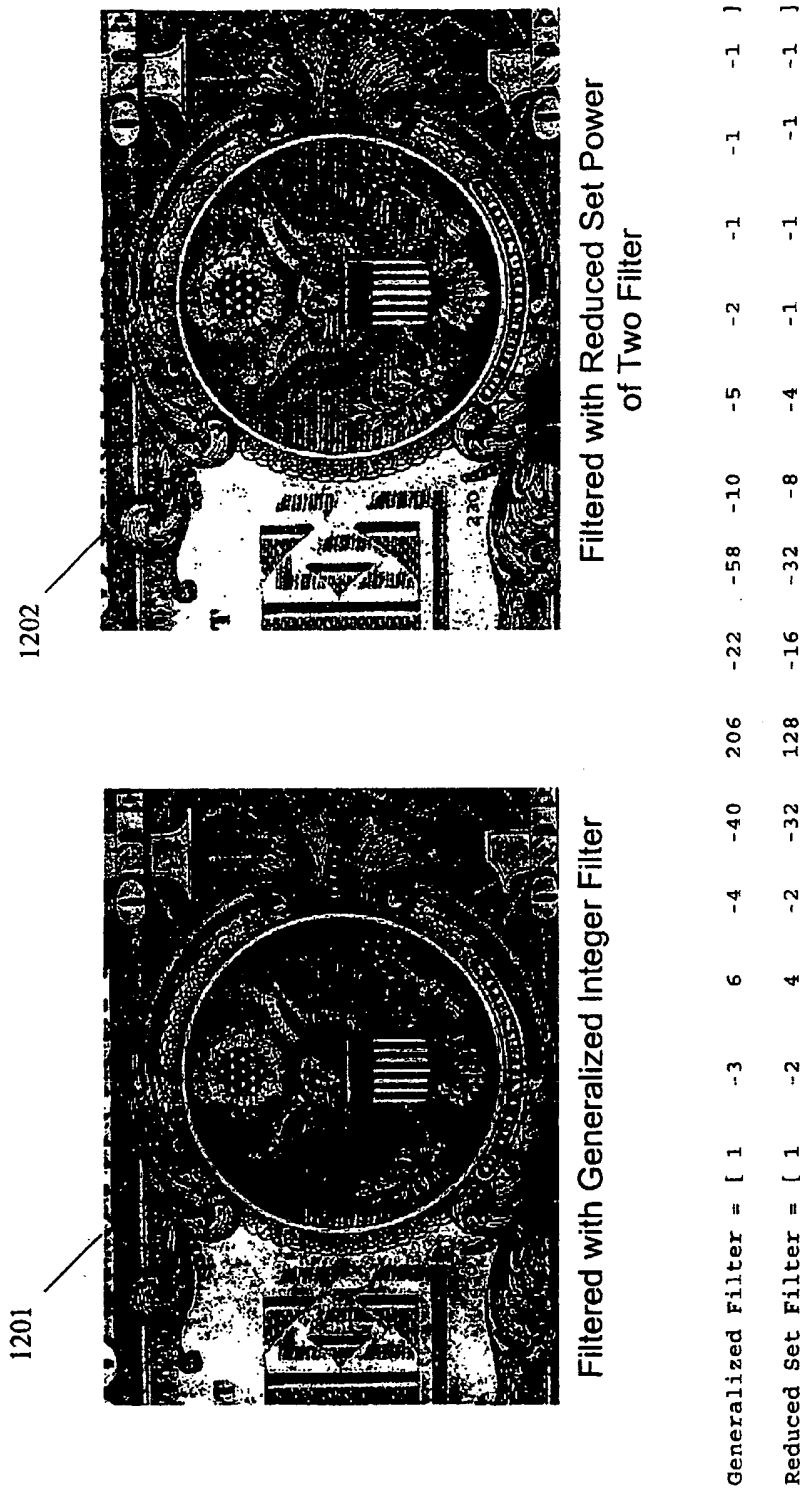 1201
1202
Filtered with Generalized Integer Filter
Filtered with Reduced Set Power
of Two Filter
Generalized Filter = [ 1 -3 6 -4 -40 206 -22 -58 -10 -5 -2 -1 -1 -1 ]
Reduced Set Filter = [ 1 -2 4 -2 -32 128 -16 -32 -8 -4 -1 -1 -1 -1 ]